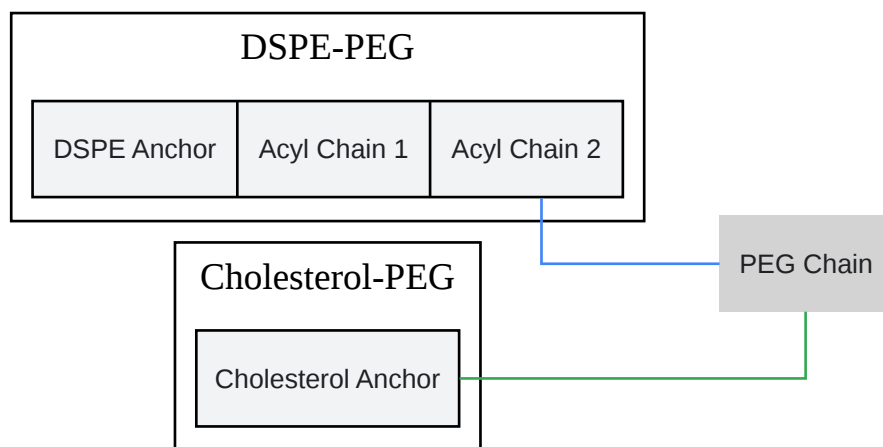 DSPE-PEG
DSPE Anchor
Acyl Chain 1
Acyl Chain 2
PEG Chain
Cholesterol-PEG
Cholesterol Anchor